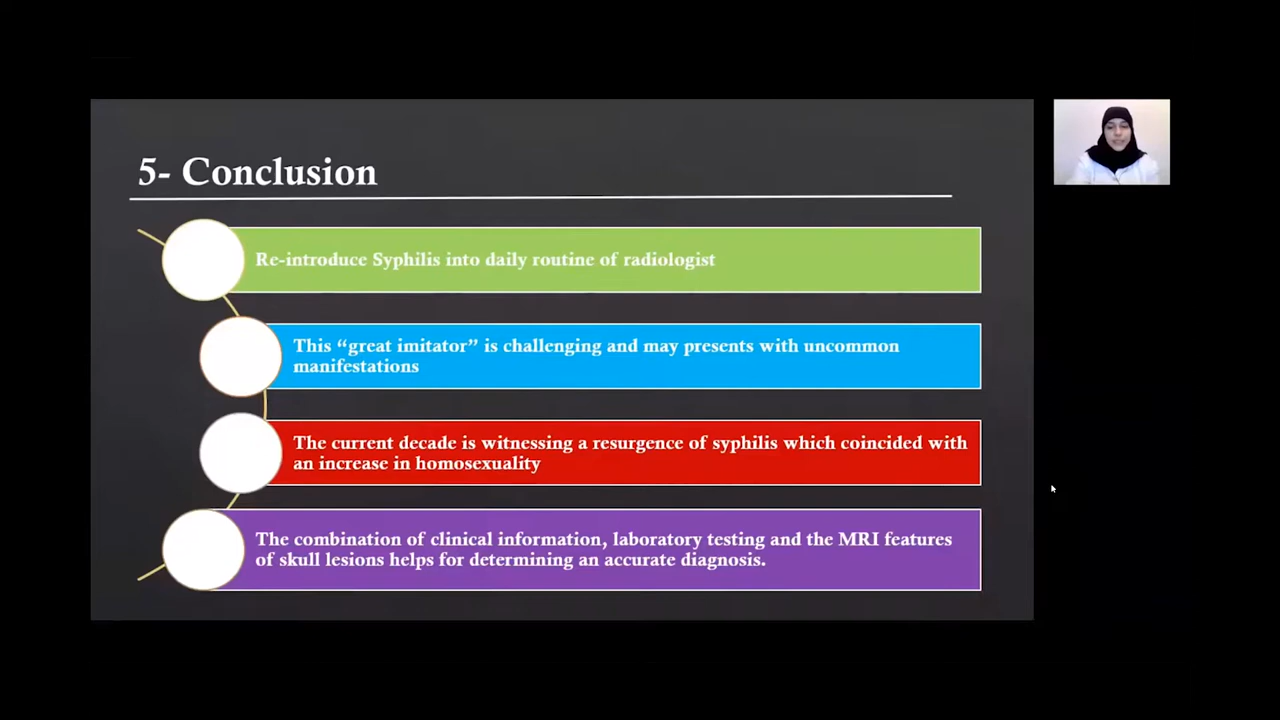 5- Conclusion
Re-introduce Syphilis into daily routine of radiologist
This “great imitator” is challenging and may presents with uncommon
manifestations
The current decade is witnessing a resurgence of syphilis which coincided with
an increase in homosexuality
The combination of clinical information, laboratory testing and the MRI features
of skull lesions helps for determining an accurate diagnosis.